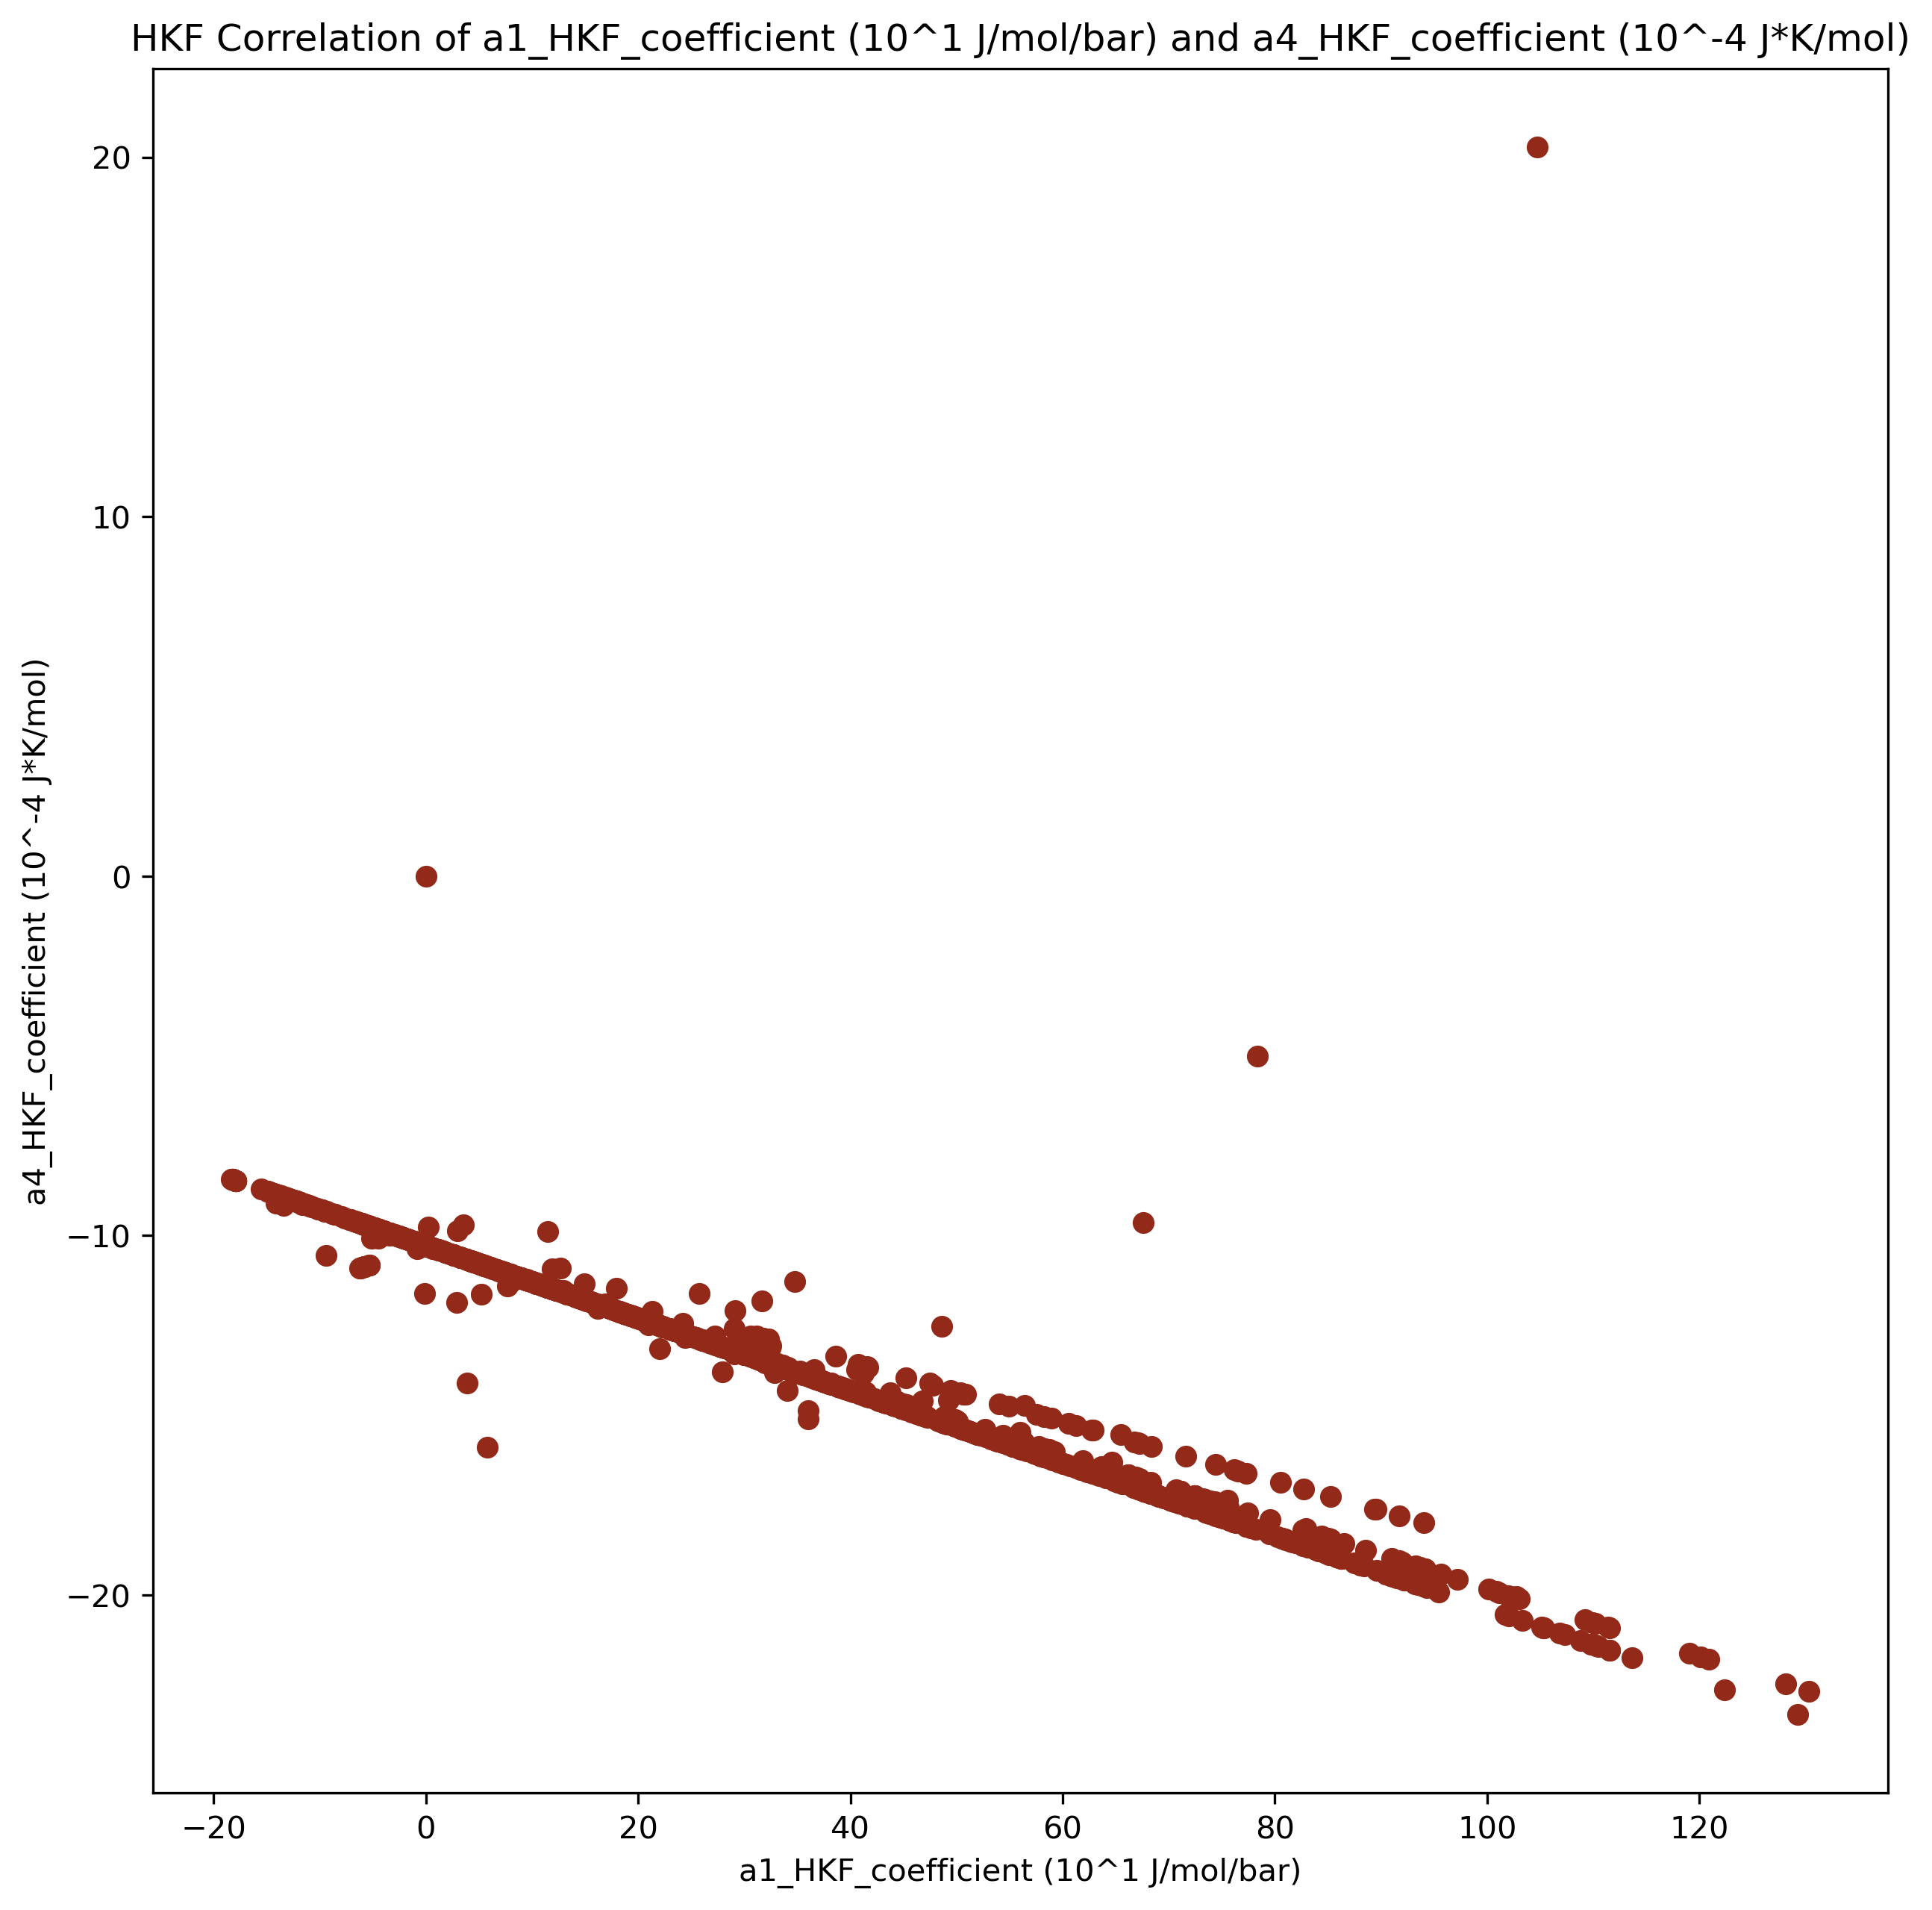 HKF Correlation of a1_HKF_coefficient (10^1 J/mol/bar) and a4_HKF_coefficient (10^-4 J*K/mol)
20
10
0
−10
−20
a4_HKF_coefficient (10^-4 J*K/mol)
−20 0 20 40 60 80 100 120
a1_HKF_coefficient (10^1 J/mol/bar)